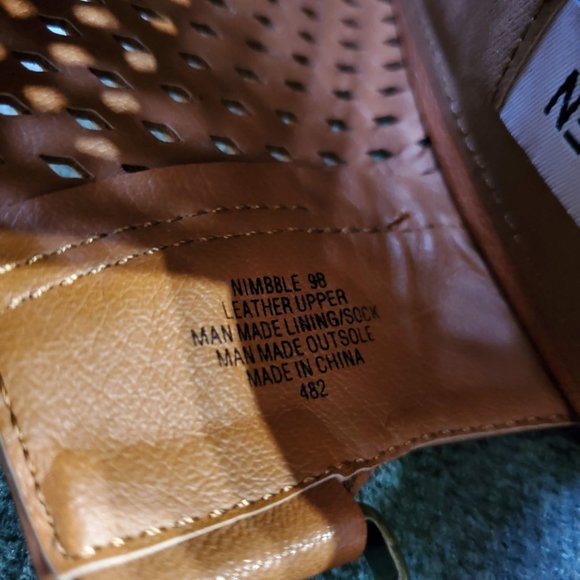 NIMBBLE 9B
LEATHER UPPER
MAN MADE LINING/SOCK
MAN MADE OUTSOLE
MADE IN CHINA
482